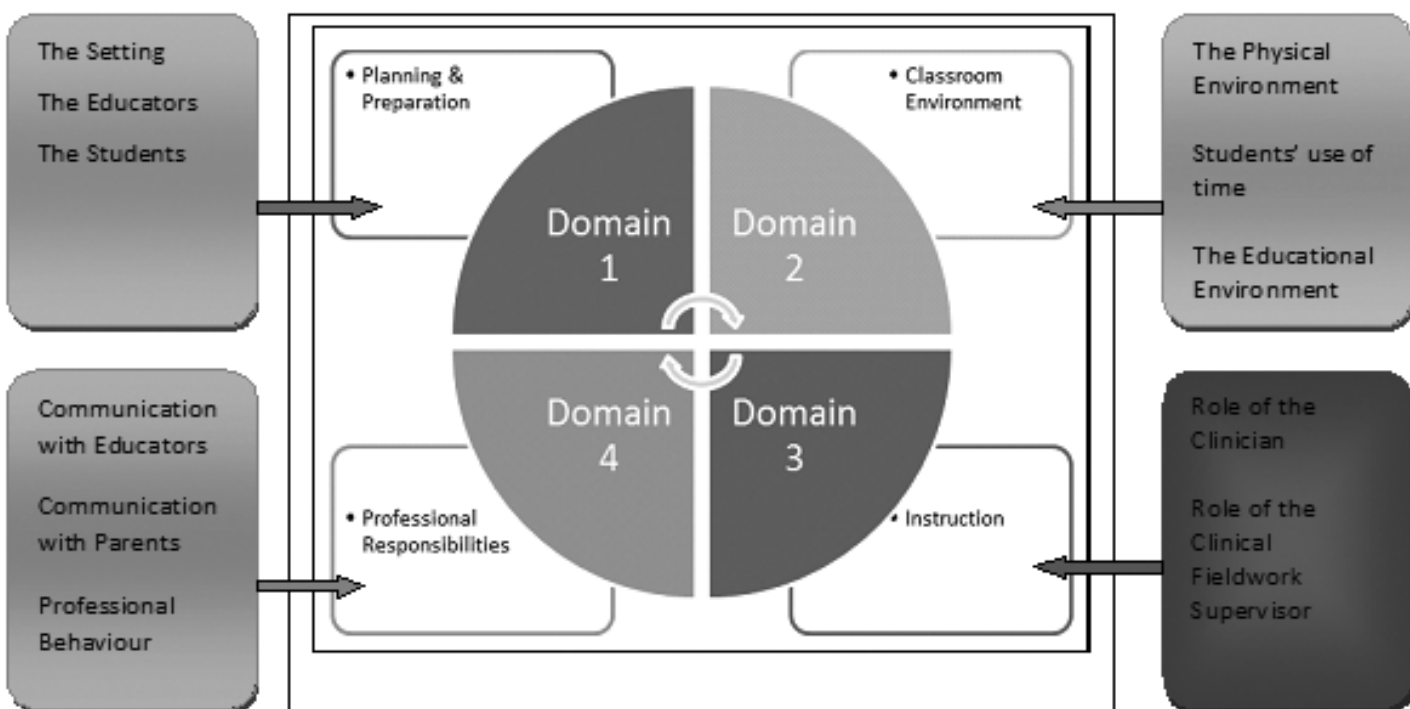 The Setting
The Educators
The Students
• Planning &
Preparation
• Classroom
Environment
The Physical
Environment
Students' use of
time
The Educational
Environment
Domain
1
Domain
2
Domain
4
Domain
3
Communication
with Educators
Communication
with Parents
Professional
Behaviour
• Professional
Responsibilities
• Instruction
Role of the
Clinician
Role of the
Clinical
Fieldwork
Supervisor